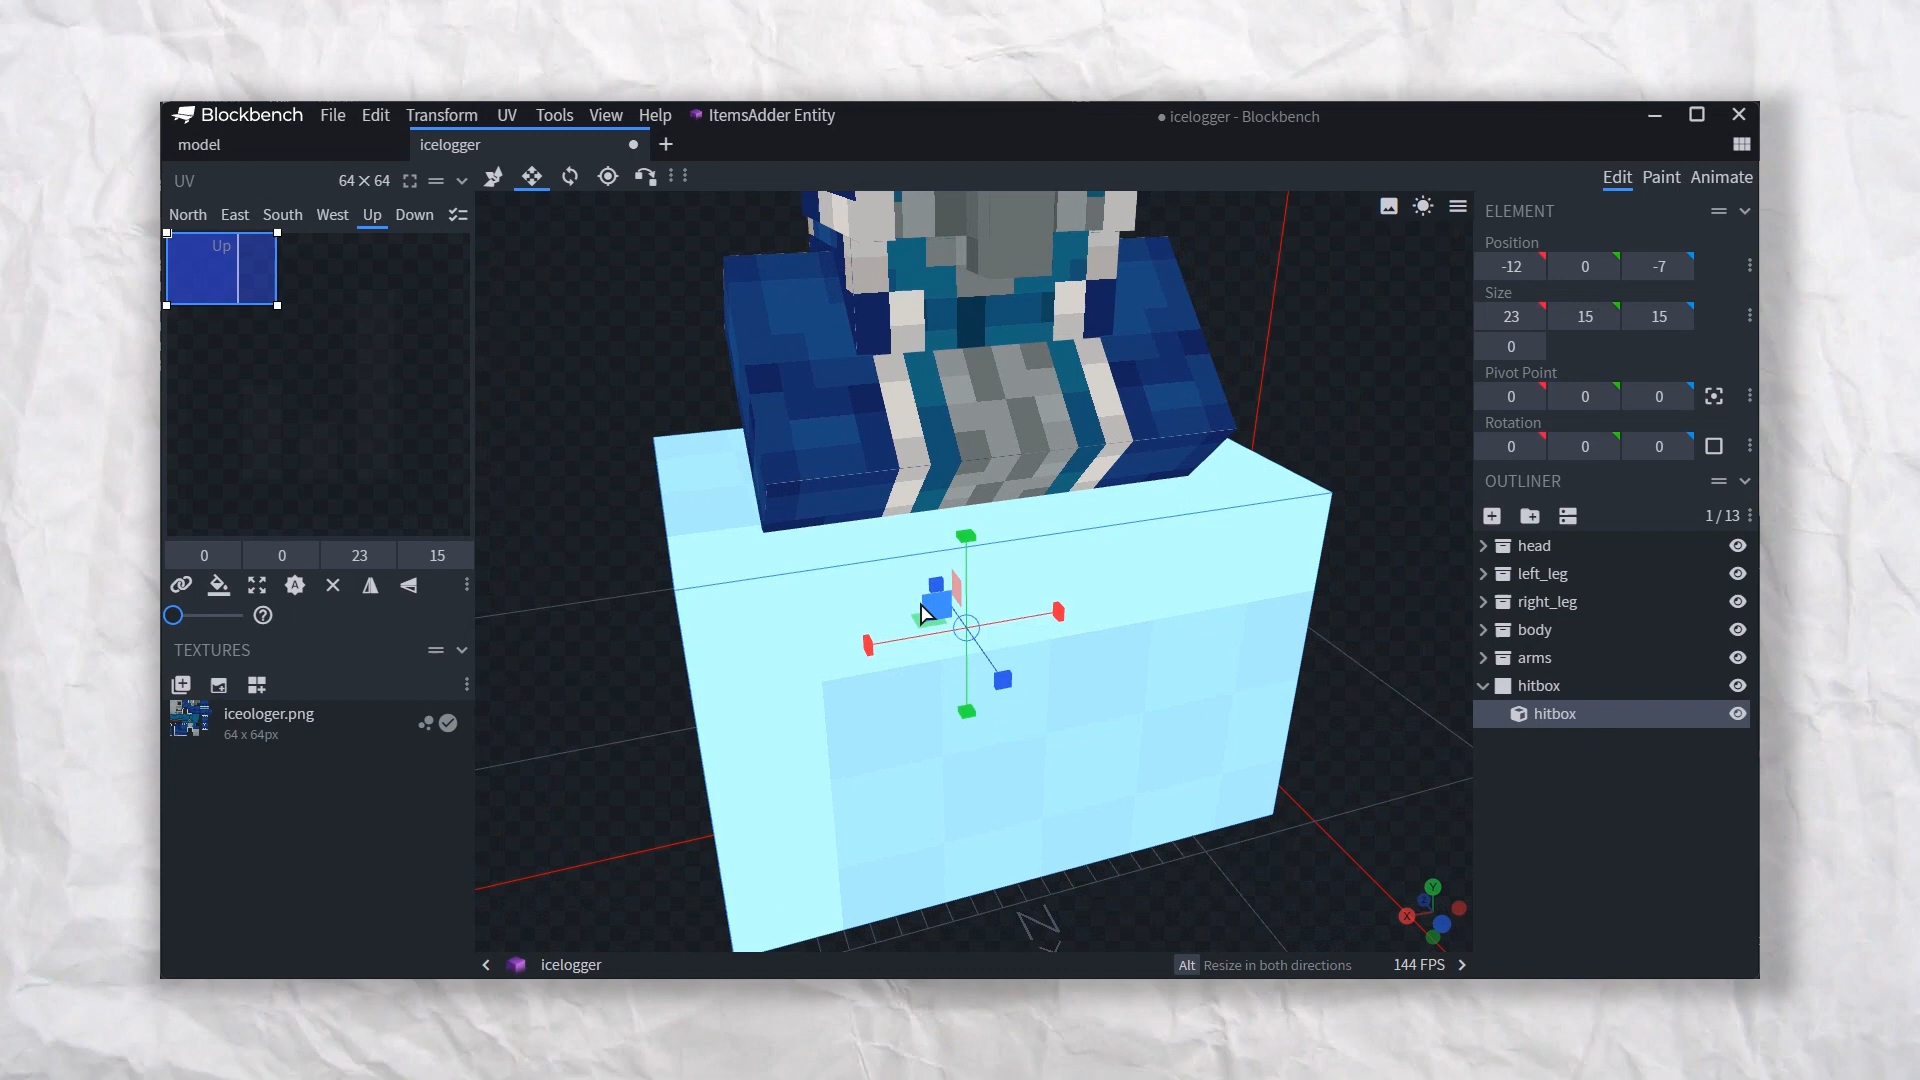 Blockbench File Edit Transform UV Tools View Help ItemsAdder Entity
icelogger - Blockbench
model icelogger
UV 64×64
North East South West Up Down
Up
0 0 23 15
TEXTURES
iceologer.png
64 x 64px
Edit Paint Animate
ELEMENT
Position
-12 0 -7
Size
23 15 15
0
Pivot Point
0 0 0
Rotation
0 0 0
OUTLINER
1 / 13
head
left_leg
right_leg
body
arms
hitbox
hitbox
N
Y
Z
X
icelogger
Alt Resize in both directions 144 FPS